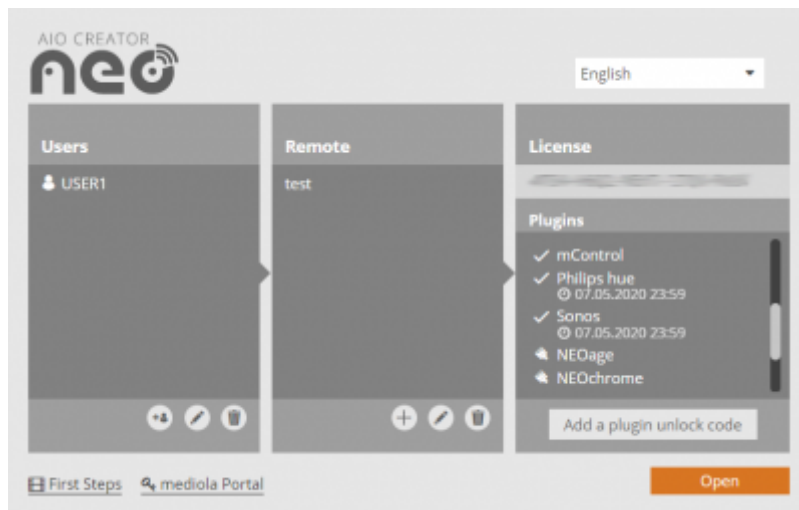 AIO CREATOR
neo
English
Users
USER1
Remote
test
License
Plugins
mControl
Philips hue
07.05.2020 23:59
Sonos
07.05.2020 23:59
NEOage
NEOchrome
Add a plugin unlock code
First Steps
mediola Portal
Open